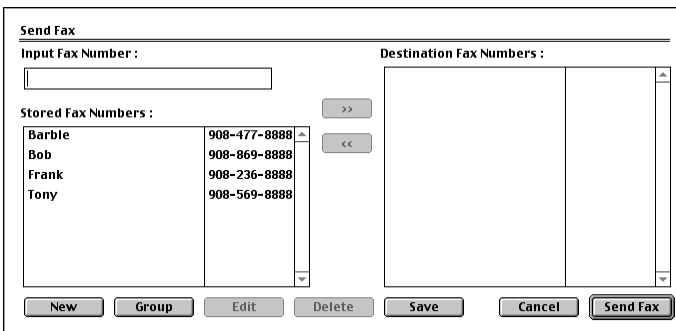 Send Fax
Input Fax Number :
Destination Fax Numbers :
>>
Stored Fax Numbers :
<<
Barbie 908-477-8888
Bob 908-869-8888
Frank 908-236-8888
Tony 908-569-8888
New Group Edit Delete Save Cancel Send Fax